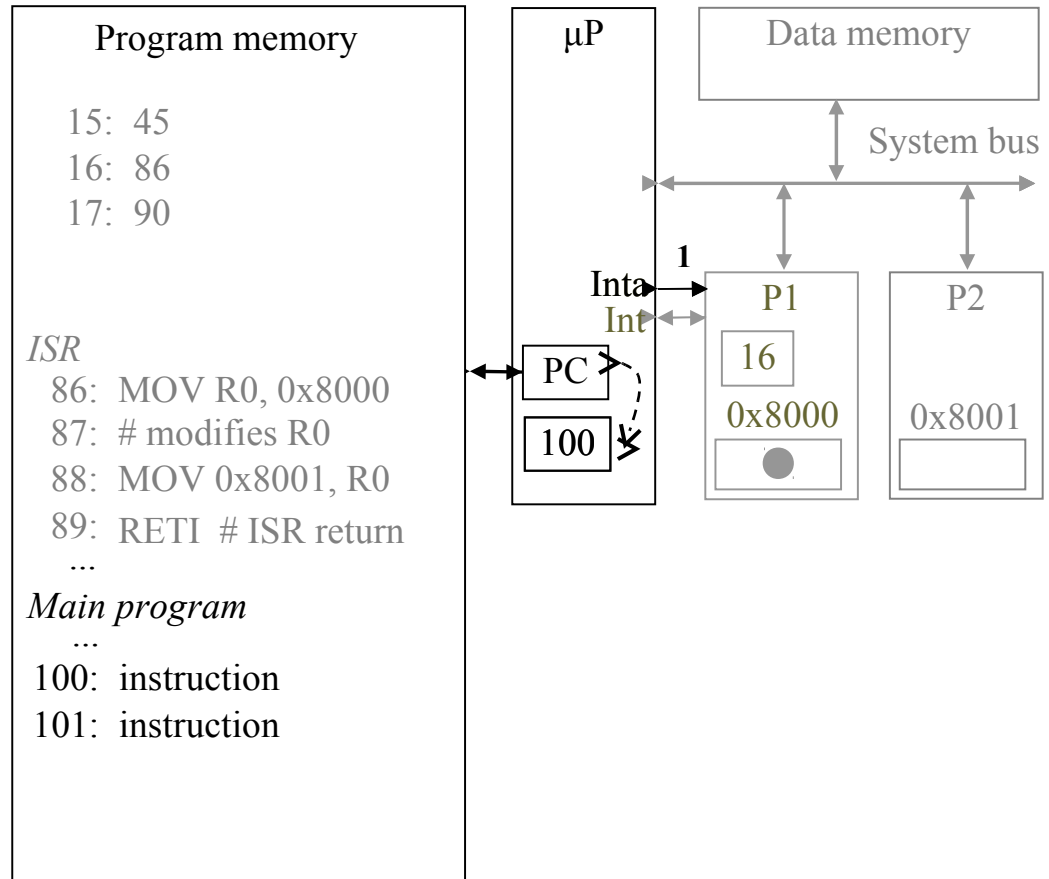 Program memory
15: 45
16: 86
17: 90
ISR
86: MOV R0, 0x8000
87: # modifies R0
88: MOV 0x8001, R0
89: RETI # ISR return
...
Main program
...
100: instruction
101: instruction
μP
Inta
Int
PC
100
1
Data memory
System bus
P1
16
0x8000
P2
0x8001